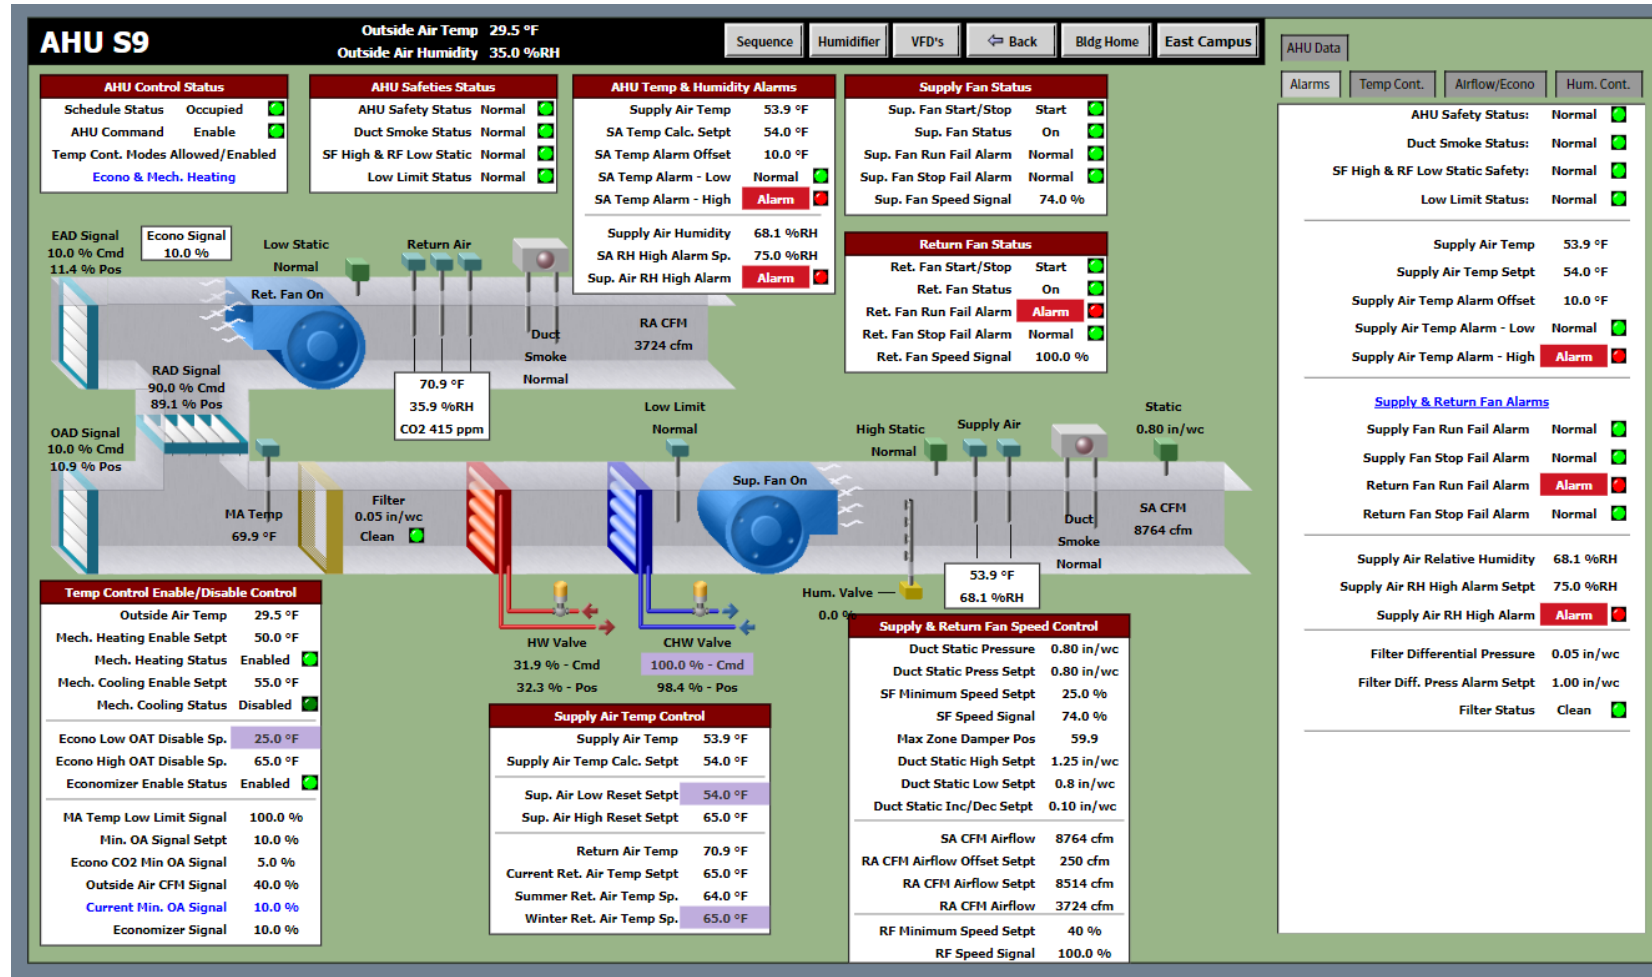 AHU S9
Outside Air Temp 29.5 °F
Outside Air Humidity 35.0 %RH
Sequence Humidifier VFD's Back Bldg Home East Campus
AHU Control Status
Schedule Status Occupied
AHU Command Enable
Temp Cont. Modes Allowed/Enabled
Econo & Mech. Heating
AHU Safeties Status
AHU Safety Status Normal
Duct Smoke Status Normal
SF High & RF Low Static Normal
Low Limit Status Normal
AHU Temp & Humidity Alarms
Supply Air Temp 53.9 °F
SA Temp Calc. Setpt 54.0 °F
SA Temp Alarm Offset 10.0 °F
SA Temp Alarm - Low Normal
SA Temp Alarm - High Alarm
Supply Air Humidity 68.1 %RH
SA RH High Alarm Sp. 75.0 %RH
Sup. Air RH High Alarm Alarm
Supply Fan Status
Sup. Fan Start/Stop Start
Sup. Fan Status On
Sup. Fan Run Fail Alarm Normal
Sup. Fan Stop Fail Alarm Normal
Sup. Fan Speed Signal 74.0 %
Return Fan Status
Ret. Fan Start/Stop Start
Ret. Fan Status On
Ret. Fan Run Fail Alarm Alarm
Ret. Fan Stop Fail Alarm Normal
Ret. Fan Speed Signal 100.0 %
EAD Signal
10.0 % Cmd
11.4 % Pos
Econo Signal
10.0 %
Low Static
Normal
Return Air
Ret. Fan On
Duct
Smoke
Normal
RA CFM
3724 cfm
70.9 °F
35.9 %RH
CO2 415 ppm
RAD Signal
90.0 % Cmd
89.1 % Pos
OAD Signal
10.0 % Cmd
10.9 % Pos
MA Temp
69.9 °F
Filter
0.05 in/wc
Clean
Low Limit
Normal
Sup. Fan On
High Static
Normal
Supply Air
Static
0.80 in/wc
Duct
Smoke
Normal
SA CFM
8764 cfm
53.9 °F
68.1 %RH
Hum. Valve
0.0 %
HW Valve
31.9 % - Cmd
32.3 % - Pos
CHW Valve
100.0 % - Cmd
98.4 % - Pos
Temp Control Enable/Disable Control
Outside Air Temp 29.5 °F
Mech. Heating Enable Setpt 50.0 °F
Mech. Heating Status Enabled
Mech. Cooling Enable Setpt 55.0 °F
Mech. Cooling Status Disabled
Econo Low OAT Disable Sp. 25.0 °F
Econo High OAT Disable Sp. 65.0 °F
Economizer Enable Status Enabled
MA Temp Low Limit Signal 100.0 %
Min. OA Signal Setpt 10.0 %
Econo CO2 Min OA Signal 5.0 %
Outside Air CFM Signal 40.0 %
Current Min. OA Signal 10.0 %
Economizer Signal 10.0 %
Supply Air Temp Control
Supply Air Temp 53.9 °F
Supply Air Temp Calc. Setpt 54.0 °F
Sup. Air Low Reset Setpt 54.0 °F
Sup. Air High Reset Setpt 65.0 °F
Return Air Temp 70.9 °F
Current Ret. Air Temp Setpt 65.0 °F
Summer Ret. Air Temp Sp. 64.0 °F
Winter Ret. Air Temp Sp. 65.0 °F
Supply & Return Fan Speed Control
Duct Static Pressure 0.80 in/wc
Duct Static Press Setpt 0.80 in/wc
SF Minimum Speed Setpt 25.0 %
SF Speed Signal 74.0 %
Max Zone Damper Pos 59.9
Duct Static High Setpt 1.25 in/wc
Duct Static Low Setpt 0.8 in/wc
Duct Static Inc/Dec Setpt 0.10 in/wc
SA CFM Airflow 8764 cfm
RA CFM Airflow Offset Setpt 250 cfm
RA CFM Airflow Setpt 8514 cfm
RA CFM Airflow 3724 cfm
RF Minimum Speed Setpt 40 %
RF Speed Signal 100.0 %
AHU Data
Alarms Temp Cont. Airflow/Econo Hum. Cont.
AHU Safety Status: Normal
Duct Smoke Status: Normal
SF High & RF Low Static Safety: Normal
Low Limit Status: Normal
Supply Air Temp 53.9 °F
Supply Air Temp Setpt 54.0 °F
Supply Air Temp Alarm Offset 10.0 °F
Supply Air Temp Alarm - Low Normal
Supply Air Temp Alarm - High Alarm
Supply & Return Fan Alarms
Supply Fan Run Fail Alarm Normal
Supply Fan Stop Fail Alarm Normal
Return Fan Run Fail Alarm Alarm
Return Fan Stop Fail Alarm Normal
Supply Air Relative Humidity 68.1 %RH
Supply Air RH High Alarm Setpt 75.0 %RH
Supply Air RH High Alarm Alarm
Filter Differential Pressure 0.05 in/wc
Filter Diff. Press Alarm Setpt 1.00 in/wc
Filter Status Clean